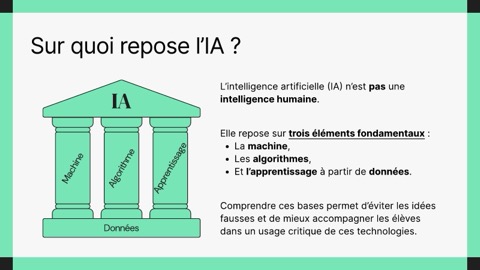 Sur quoi repose l’IA ?
IA
Machine
Algorithme
Apprentissage
Données
L’intelligence artificielle (IA) n’est pas une
intelligence humaine.
Elle repose sur trois éléments fondamentaux :
• La machine,
• Les algorithmes,
• Et l’apprentissage à partir de données.
Comprendre ces bases permet d’éviter les idées
fausses et de mieux accompagner les élèves
dans un usage critique de ces technologies.